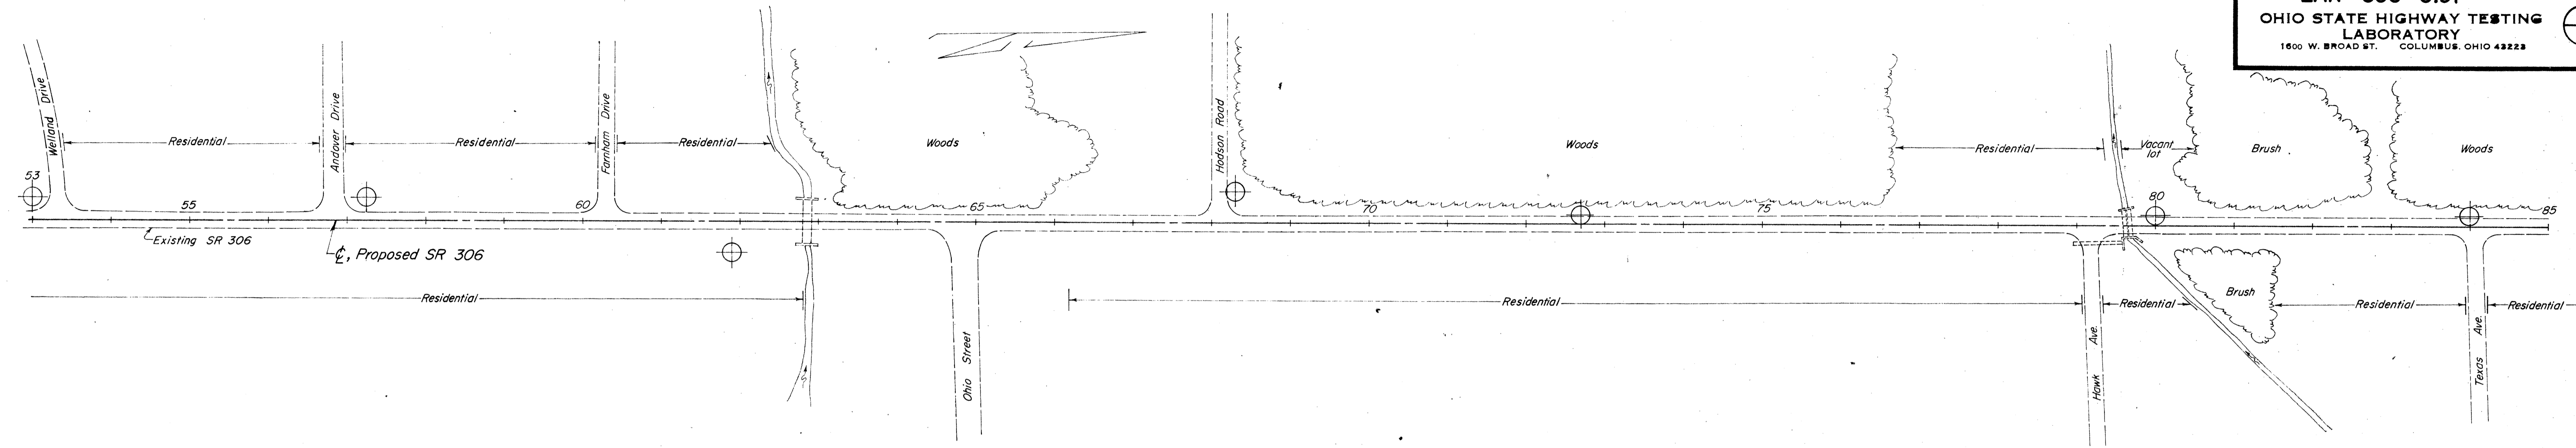 OHIO STATE HIGHWAY TESTING
LABORATORY
1600 W. BROAD ST. COLUMBUS, OHIO 43223
Welland Drive
Andover Drive
Farnham Drive
Hodson Road
Residential
Residential
Residential
Woods
Woods
Residential
Vacant
lot
Brush
Woods
53
55
60
65
70
75
80
85
Existing SR 306
℄, Proposed SR 306
Residential
Residential
Residential
Brush
Residential
Residential
Ohio Street
Hawk Ave.
Texas Ave.